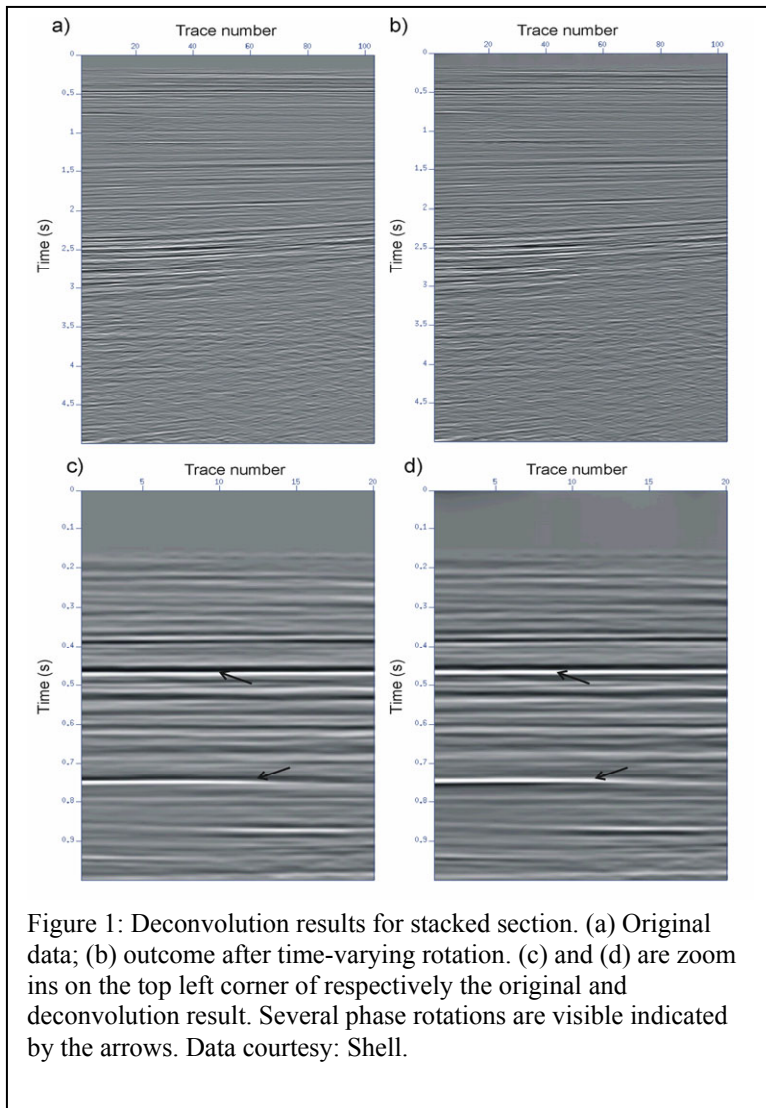 a)
Trace number
20 40 60 80 100
0
0.5
1
1.5
2
2.5
3
3.5
4
4.5
Time (s)
b)
Trace number
20 40 60 80 100
0
0.5
1
1.5
2
2.5
3
3.5
4
4.5
Time (s)
c)
Trace number
5 10 15 20
0
0.1
0.2
0.3
0.4
0.5
0.6
0.7
0.8
0.9
Time (s)
d)
Trace number
5 10 15 20
0
0.1
0.2
0.3
0.4
0.5
0.6
0.7
0.8
0.9
Time (s)
Figure 1: Deconvolution results for stacked section. (a) Original
data; (b) outcome after time-varying rotation. (c) and (d) are zoom
ins on the top left corner of respectively the original and
deconvolution result. Several phase rotations are visible indicated
by the arrows. Data courtesy: Shell.